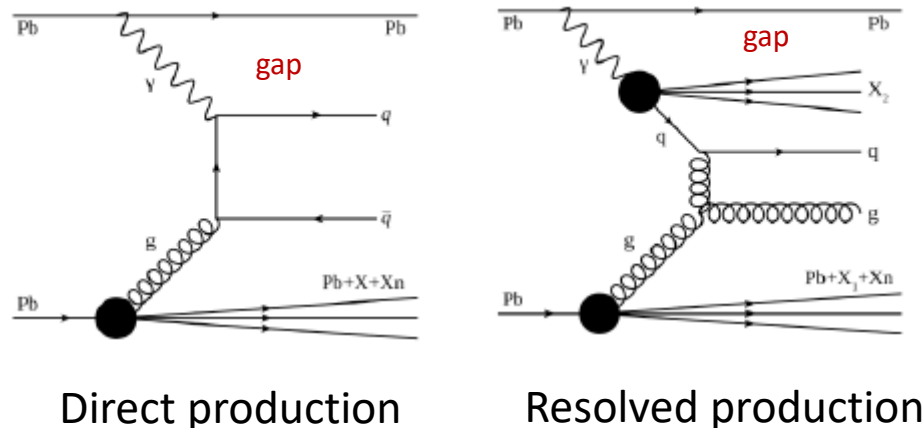 Pb
Pb
gap
γ
q
q̄
g
Pb+X+Xn
Pb
Direct production
Pb
Pb
gap
γ
X₂
q
q
g
g
Pb+X₁+Xn
Pb
Resolved production